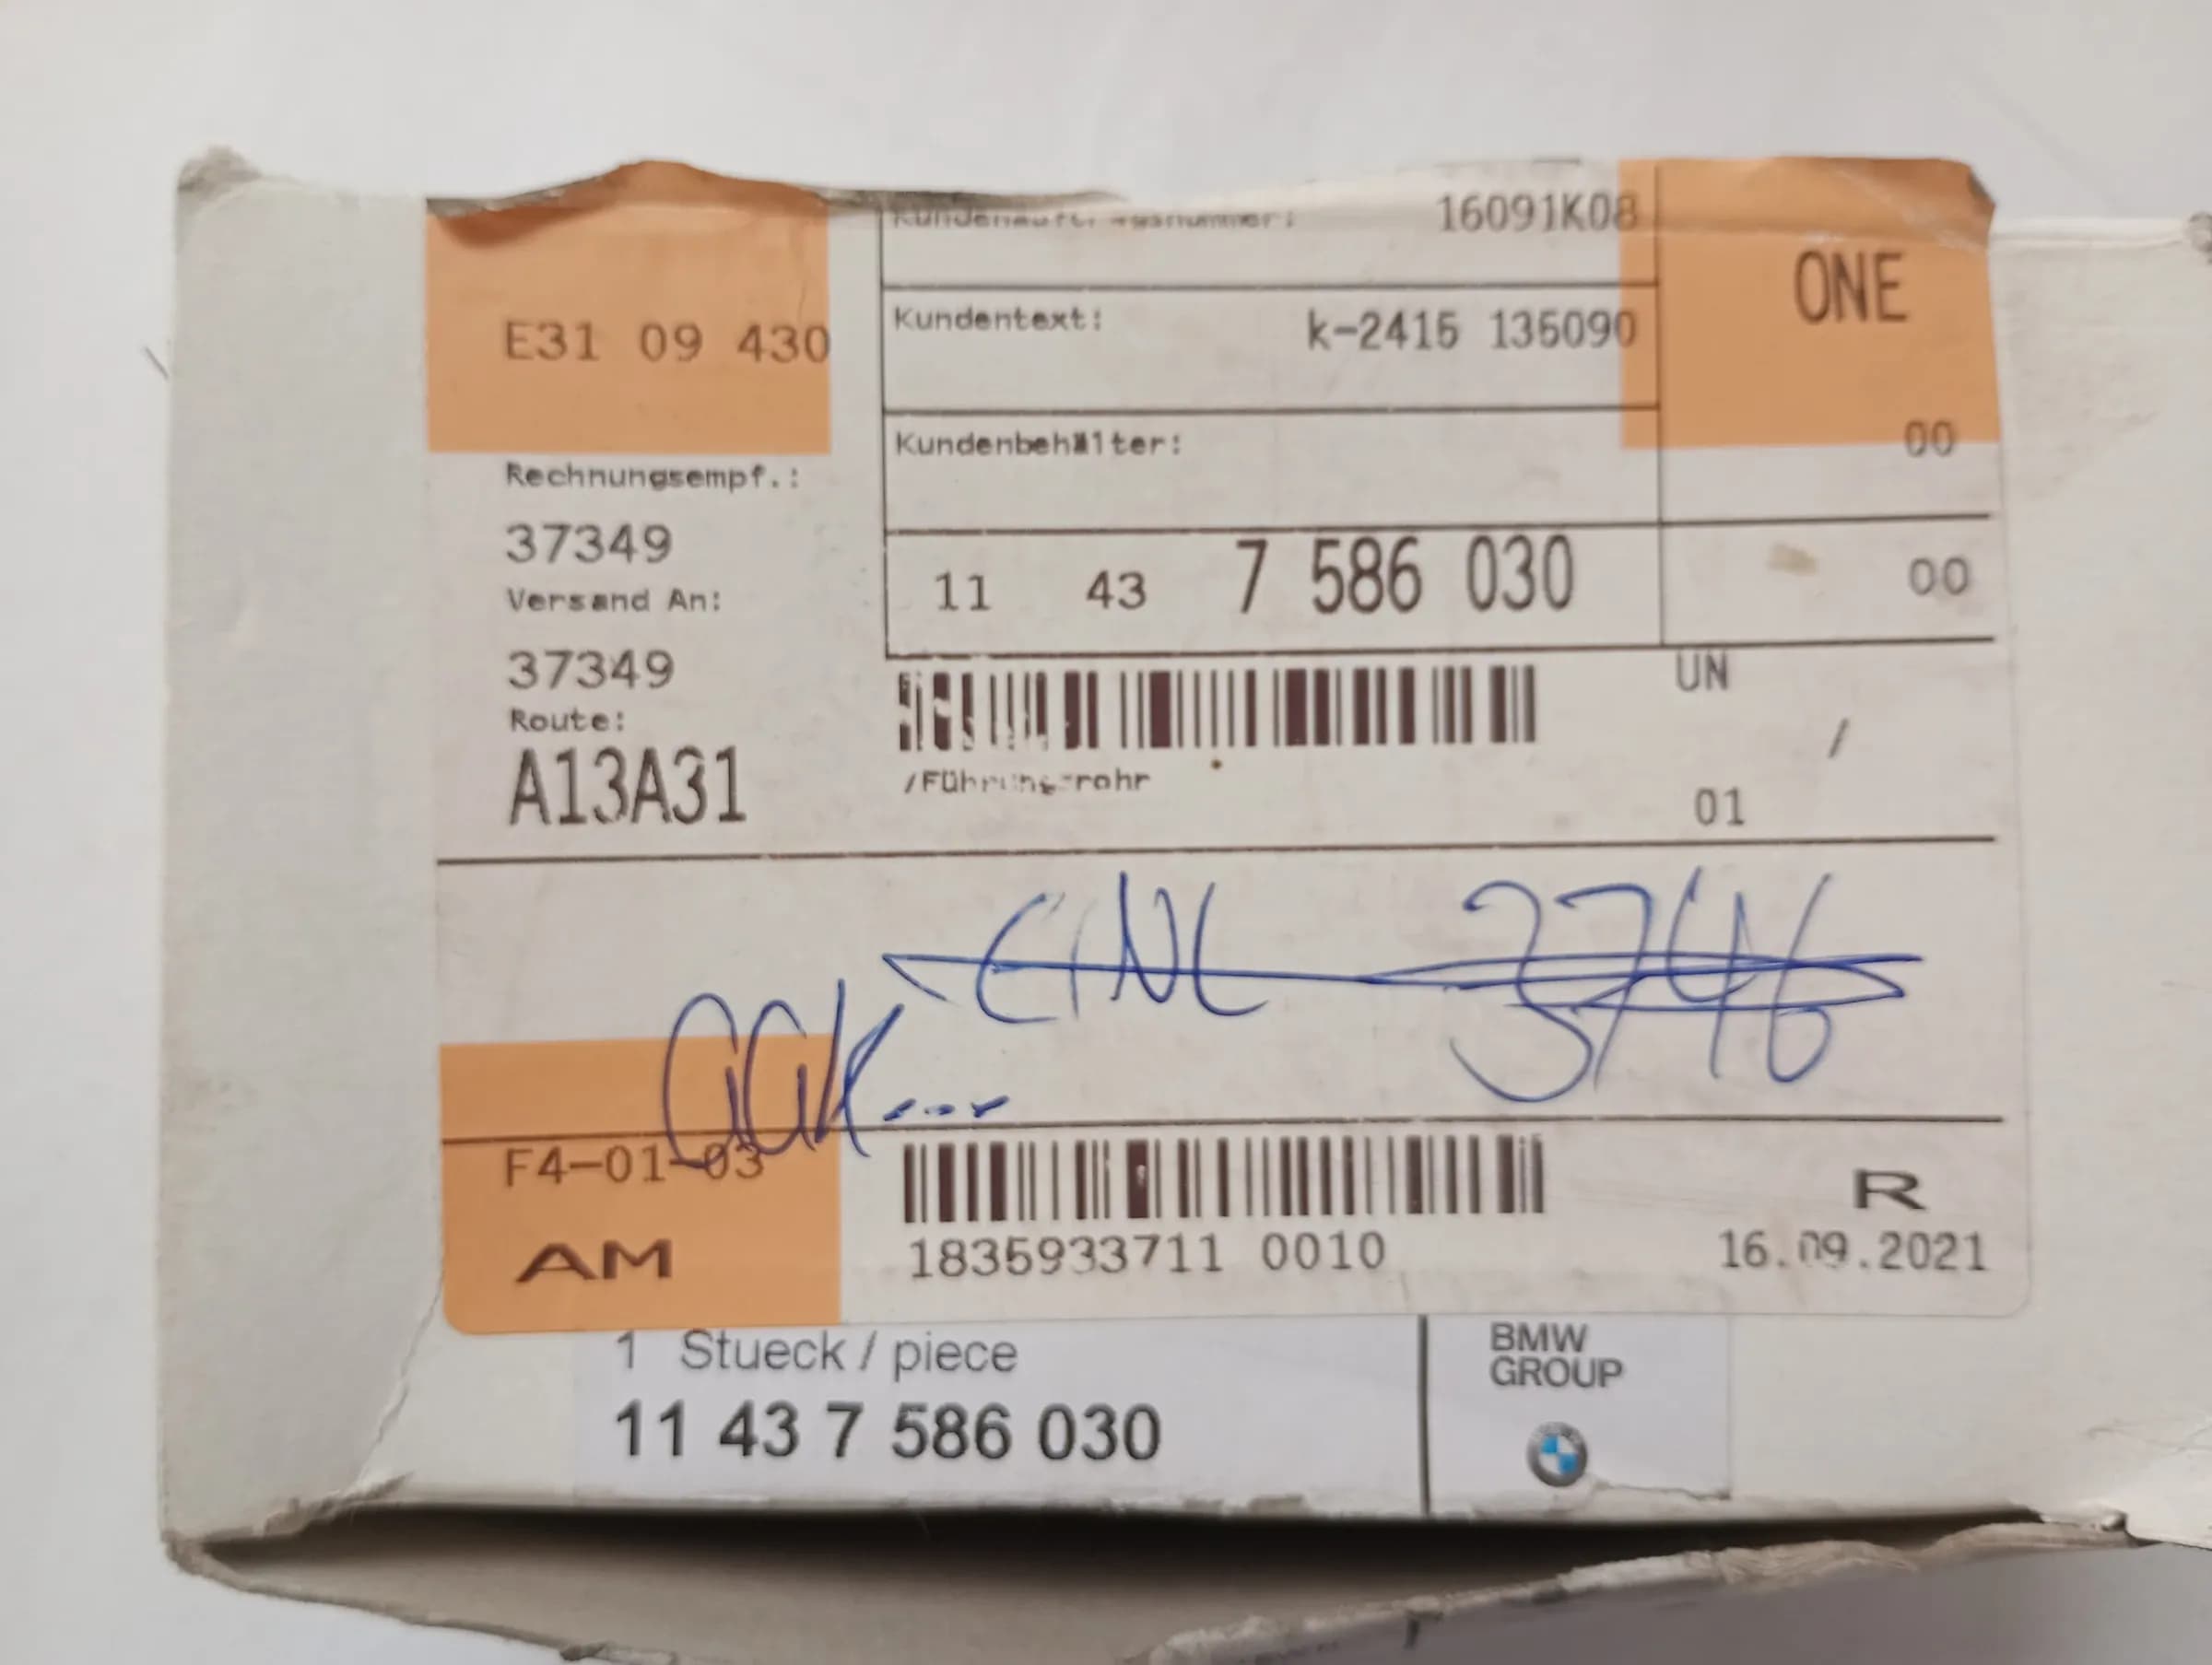 16091K08
E31 09 430
Kundentext: k-2415 135090
ONE
Kundenbehälter:
00
Rechnungsempf.:
37349
11 43 7 586 030
00
Versand An:
37349
UN
Route:
/
A13A31
/Führungsrohr
01
F4-01-03
R
AM
1835933711 0010
16.09.2021
1 Stueck / piece
11 43 7 586 030
BMW
GROUP